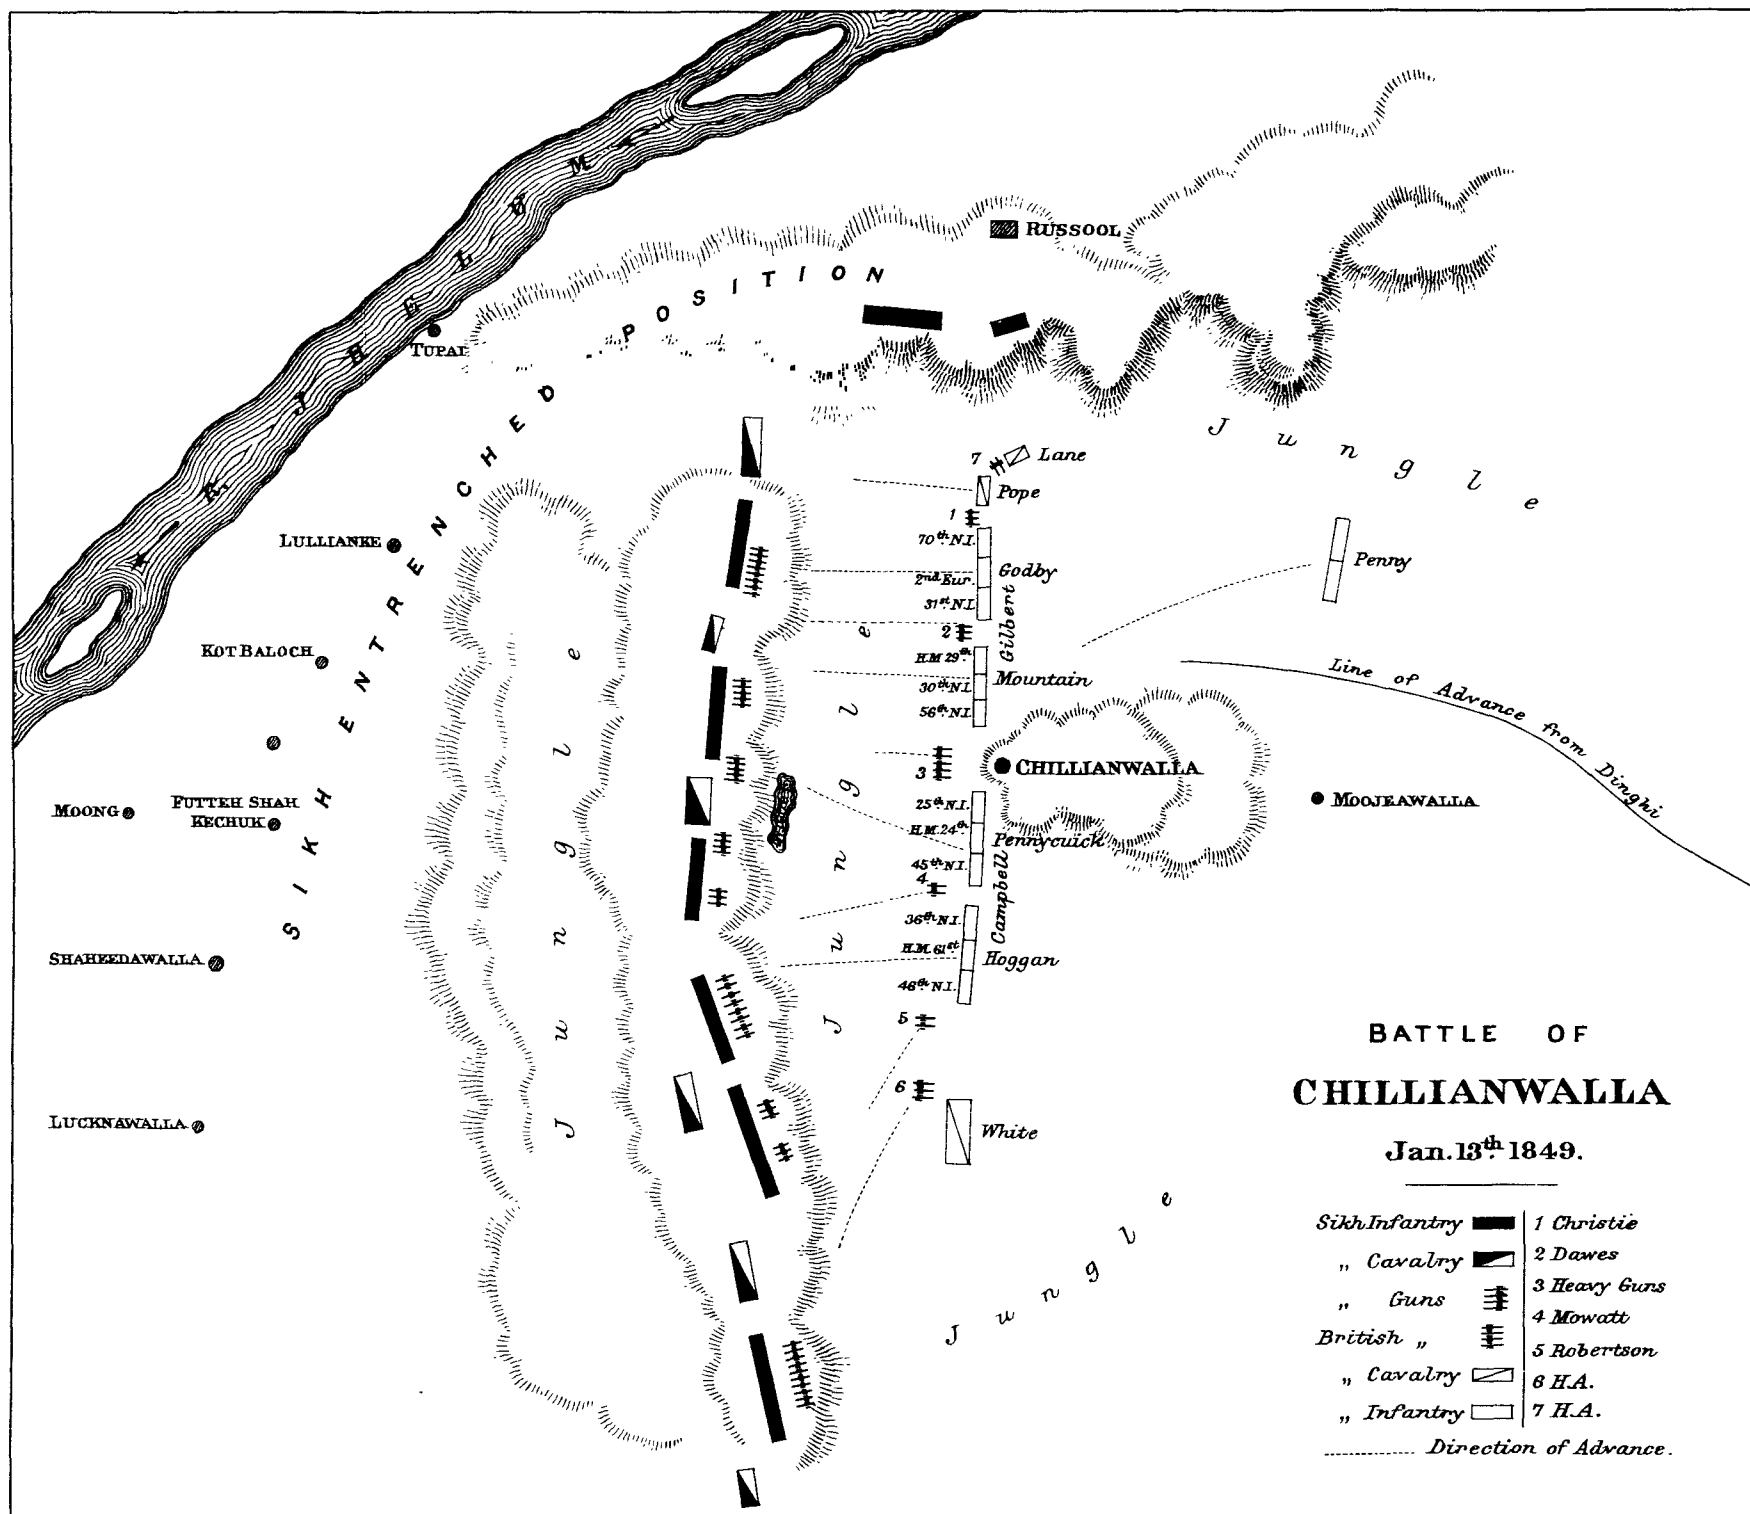 R. JHELUM
RUSSOOL
SIKH ENTRENCHED POSITION
TUPAI
Jungle
7
Lane
Pope
1
70th N.I.
2nd Eur.
Godby
31st N.I.
Gilbert
2
H.M. 29th
30th N.I.
Mountain
56th N.I.
Penny
Line of Advance from Dinghi
LULLIANKE
KOT BALOCH
MOONG
FUTTEH SHAH
KECHUK
SHAHEEDAWALLA
LUCKNAWALLA
Jungle
Jungle
3
CHILLIANWALLA
MOOJEAWALLA
25th N.I.
H.M. 24th
Pennycuick
45th N.I.
4
Campbell
36th N.I.
H.M. 61st
Hoggan
46th N.I.
5
6
White
Jungle
BATTLE OF
CHILLIANWALLA
Jan. 13th 1849.
Sikh Infantry
„ Cavalry
„ Guns
British „
„ Cavalry
„ Infantry
1 Christie
2 Dawes
3 Heavy Guns
4 Mowatt
5 Robertson
6 H.A.
7 H.A.
Direction of Advance.